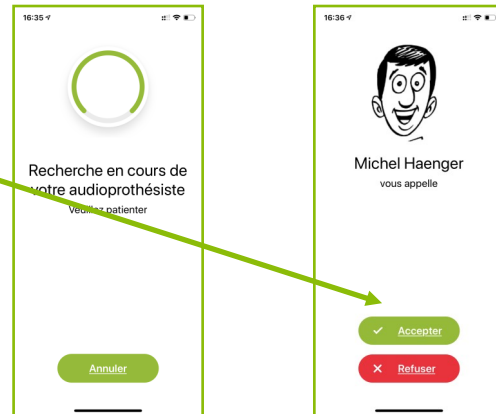 16:35
Recherche en cours de
votre audioprothésiste
Veuillez patienter
Annuler
16:36
Michel Haenger
vous appelle
Accepter
Refuser